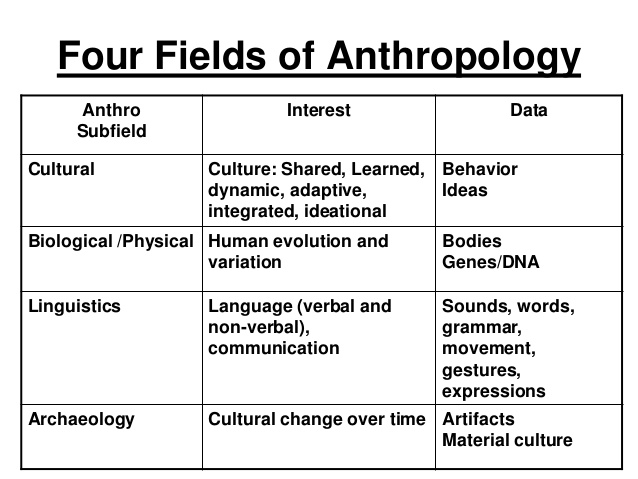 Four Fields of Anthropology
Anthro
Subfield
Interest
Data
Cultural
Culture: Shared, Learned,
dynamic, adaptive,
integrated, ideational
Behavior
Ideas
Biological /Physical
Human evolution and
variation
Bodies
Genes/DNA
Linguistics
Language (verbal and
non-verbal),
communication
Sounds, words,
grammar,
movement,
gestures,
expressions
Archaeology
Cultural change over time
Artifacts
Material culture